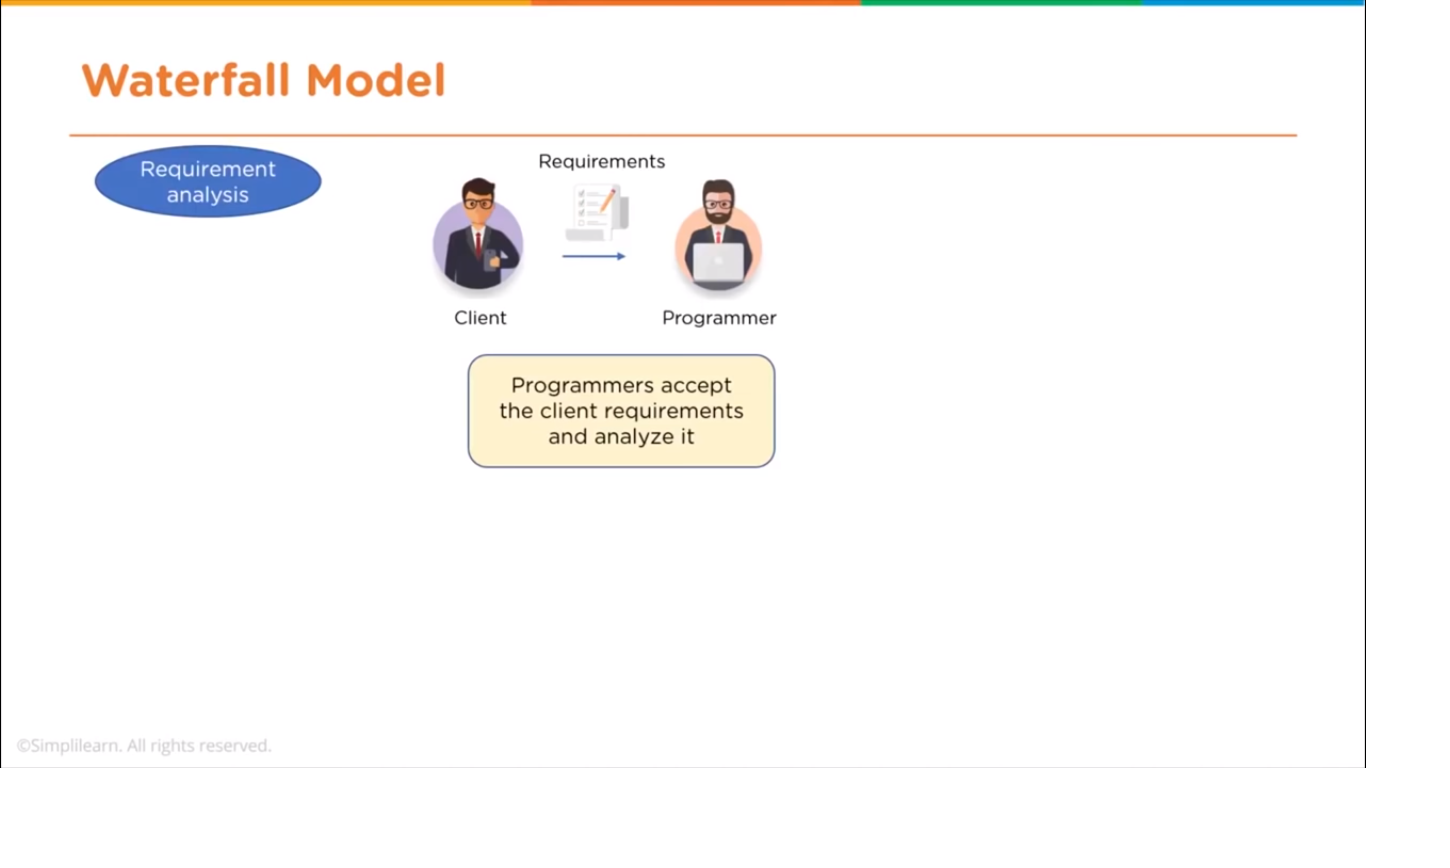 Waterfall Model
Requirement
analysis
Requirements
Client
Programmer
Programmers accept
the client requirements
and analyze it
©Simplilearn. All rights reserved.